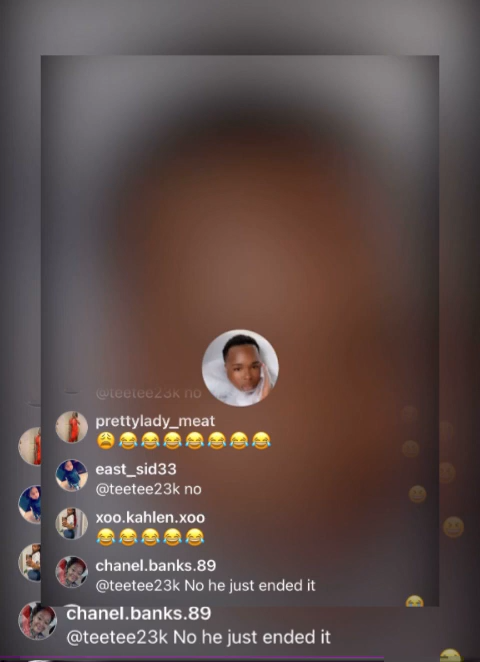 @teetee23k no
prettylady_meat
😩😂😂😂😂😂😂😂
east_sid33
@teetee23k no
xoo.kahlen.xoo
😂😂😂😂😂
chanel.banks.89
@teetee23k No he just ended it
chanel.banks.89
@teetee23k No he just ended it